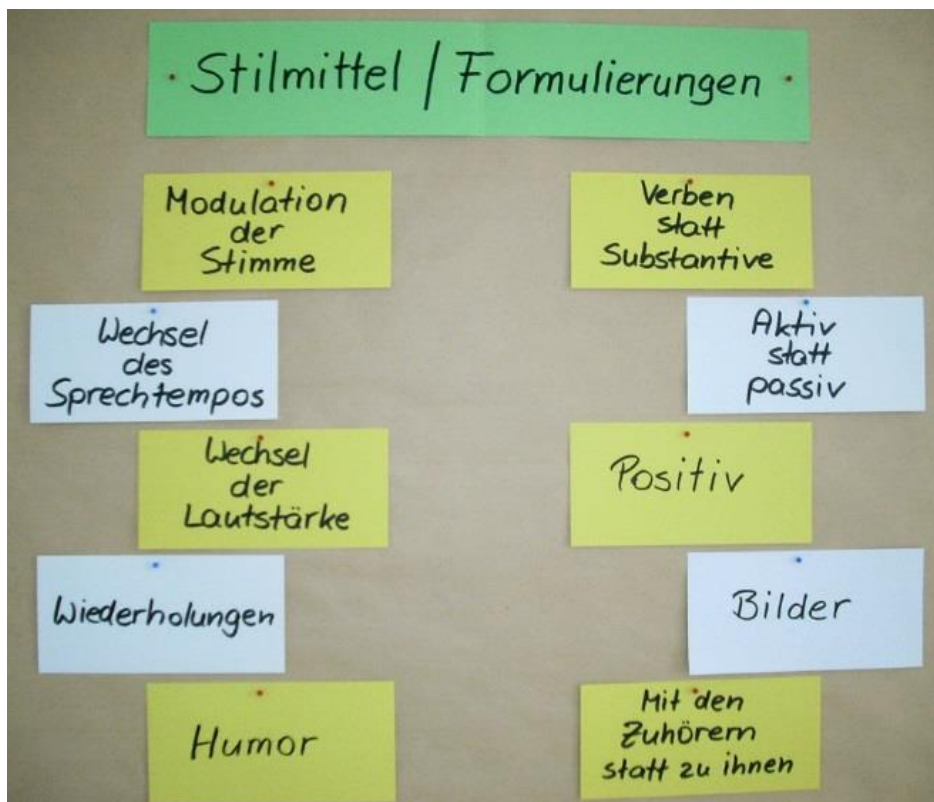 Stilmittel / Formulierungen
Modulation
der
Stimme
Wechsel
des
Sprechtempos
Wechsel
der
Lautstärke
Wiederholungen
Humor
Verben
statt
Substantive
Aktiv
statt
passiv
Positiv
Bilder
Mit den
Zuhörern
statt zu ihnen